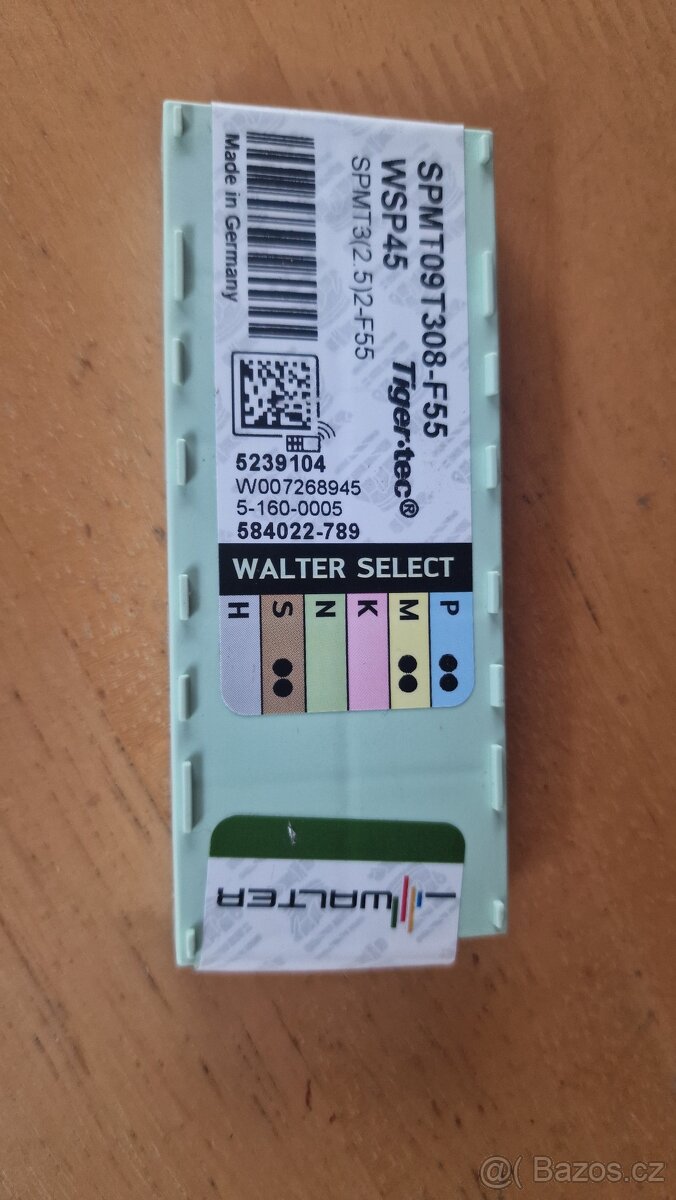 SPMT09T308-F55
WSP45
Tiger·tec®
SPMT3(2.5)2-F55
Made in Germany
5239104
W007268945
5-160-0005
584022-789
WALTER SELECT
P
M
K
N
S
H
WALTER
@( Bazos.cz